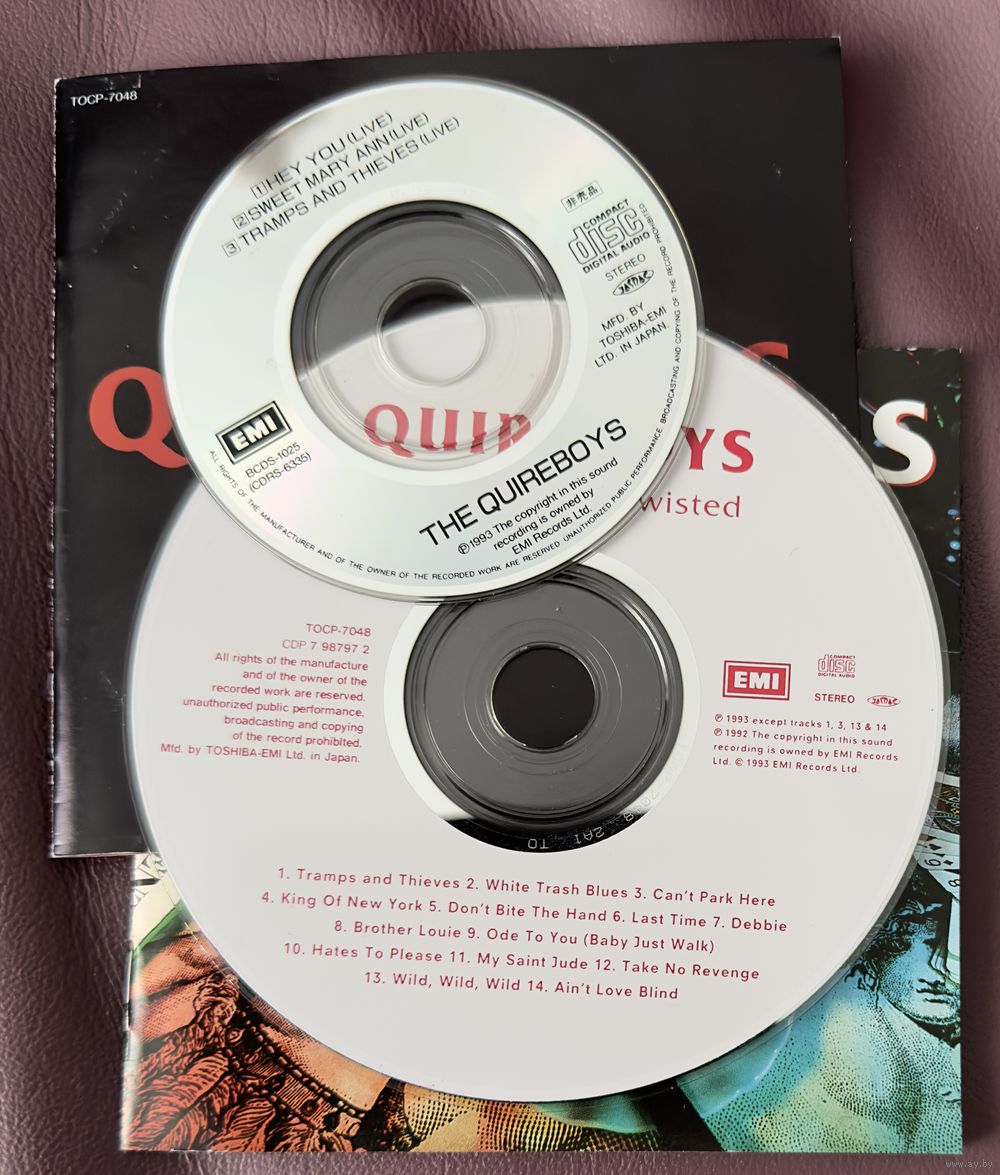 TOCP-7048
1 HEY YOU (LIVE)
2 SWEET MARY ANN (LIVE)
3 TRAMPS AND THIEVES (LIVE)
非売品
COMPACT
disc
DIGITAL AUDIO
STEREO
JASRAC
MFD. BY
TOSHIBA-EMI
LTD. IN JAPAN.
EMI
BCDS-1025
(CDRS-6335)
THE QUIREBOYS
℗1993 The copyright in this sound
recording is owned by
EMI Records Ltd.
ALL RIGHTS OF THE MANUFACTURER AND OF THE OWNER OF THE RECORDED WORK ARE RESERVED. UNAUTHORIZED PUBLIC PERFORMANCE, BROADCASTING AND COPYING OF THE RECORD PROHIBITED
Q
S
S
QUIR
YS
wisted
TOCP-7048
CDP 7 98797 2
All rights of the manufacture
and of the owner of the
recorded work are reserved.
unauthorized public performance,
broadcasting and copying
of the record prohiblted.
Mfd. by TOSHIBA-EMI Ltd. in Japan.
EMI
COMPACT
disc
DIGITAL AUDIO
STEREO
JASRAC
℗ 1993 except tracks 1, 3, 13 & 14
℗ 1992 The copyright in this sound
recording is owned by EMI Records
Ltd. © 1993 EMI Records Ltd.
1. Tramps and Thieves 2. White Trash Blues 3. Can't Park Here
4. King Of New York 5. Don't Bite The Hand 6. Last Time 7. Debbie
8. Brother Louie 9. Ode To You (Baby Just Walk)
10. Hates To Please 11. My Saint Jude 12. Take No Revenge
13. Wild, Wild, Wild 14. Ain't Love Blind
www.ay.by